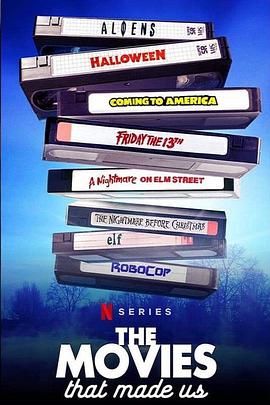 ALIENS
HALLOWEEN
COMING TO AMERICA
FRIDAY THE 13TH
A NIGHTMARE ON ELM STREET
THE NIGHTMARE BEFORE CHRISTMAS
elf
ROBOCOP
N SERIES
THE
MOVIES
that made us